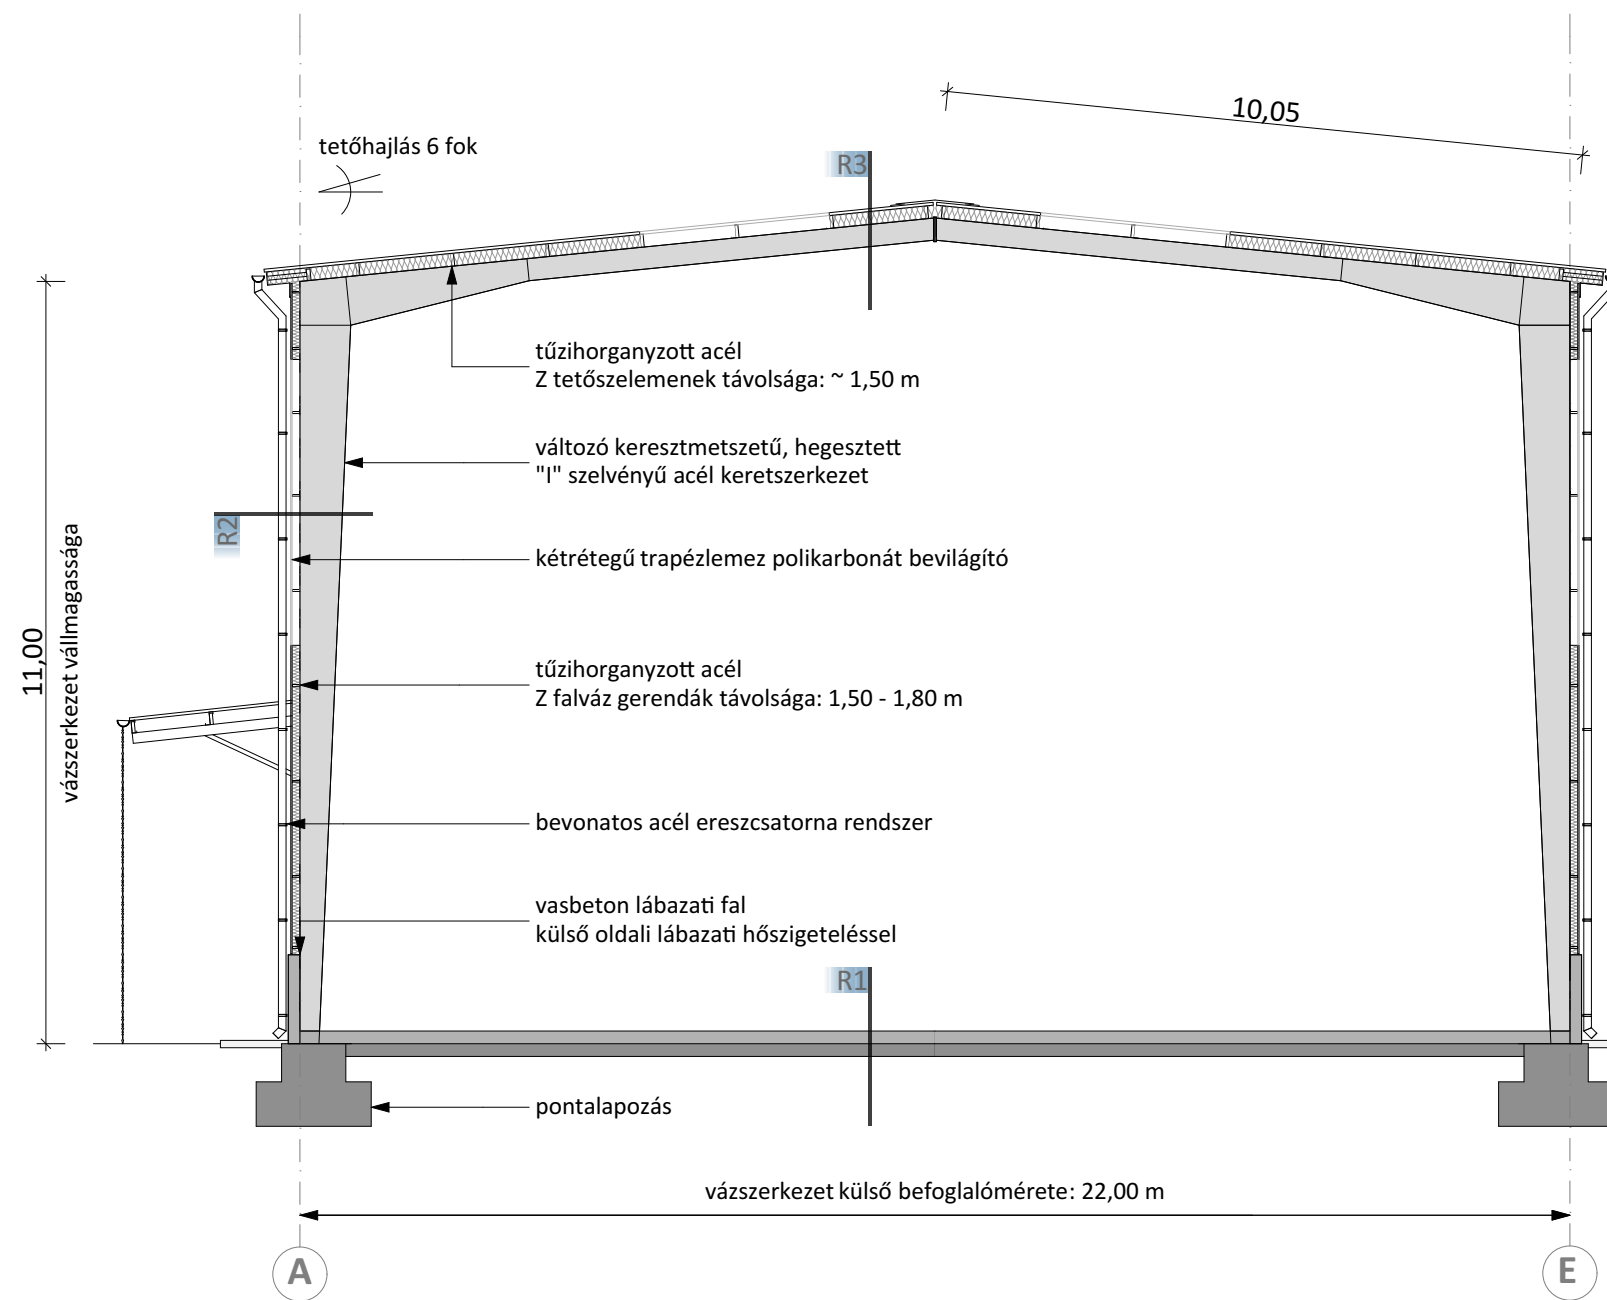 10,05
tetőhajlás 6 fok
R3
tűzihorganyzott acél
Z tetőszelemenek távolsága: ~ 1,50 m
változó keresztmetszetű, hegesztett
"I" szelvényű acél keretszerkezet
R2
kétrétegű trapézlemez polikarbonát bevilágító
11,00
vázszerkezet vállmagassága
tűzihorganyzott acél
Z falváz gerendák távolsága: 1,50 - 1,80 m
bevonatos acél ereszcsatorna rendszer
vasbeton lábazati fal
külső oldali lábazati hőszigeteléssel
R1
pontalapozás
vázszerkezet külső befoglalómérete: 22,00 m
A
E